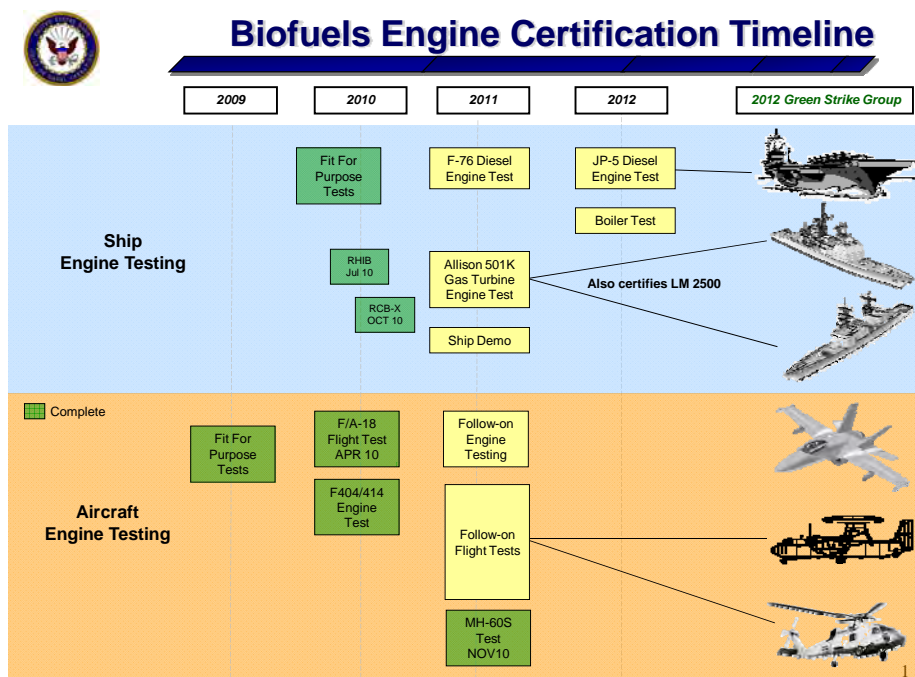 Biofuels Engine Certification Timeline
2009
2010
2011
2012
2012 Green Strike Group
Ship
Engine Testing
Fit For
Purpose
Tests
F-76 Diesel
Engine Test
JP-5 Diesel
Engine Test
Boiler Test
RHIB
Jul 10
RCB-X
OCT 10
Allison 501K
Gas Turbine
Engine Test
Also certifies LM 2500
Ship Demo
Complete
Aircraft
Engine Testing
Fit For
Purpose
Tests
F/A-18
Flight Test
APR 10
F404/414
Engine
Test
Follow-on
Engine
Testing
Follow-on
Flight Tests
MH-60S
Test
NOV10
1